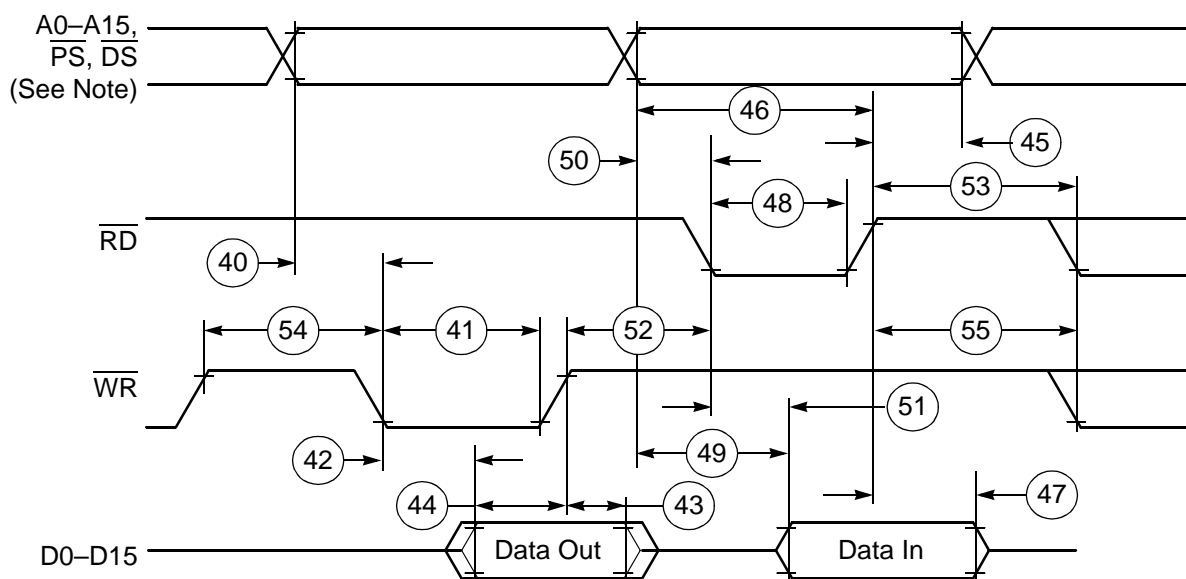 A0–A15,
PS, DS
(See Note)
46
45
50
53
48
RD
40
54
41
52
55
WR
51
42
49
44
43
47
D0–D15
Data Out
Data In